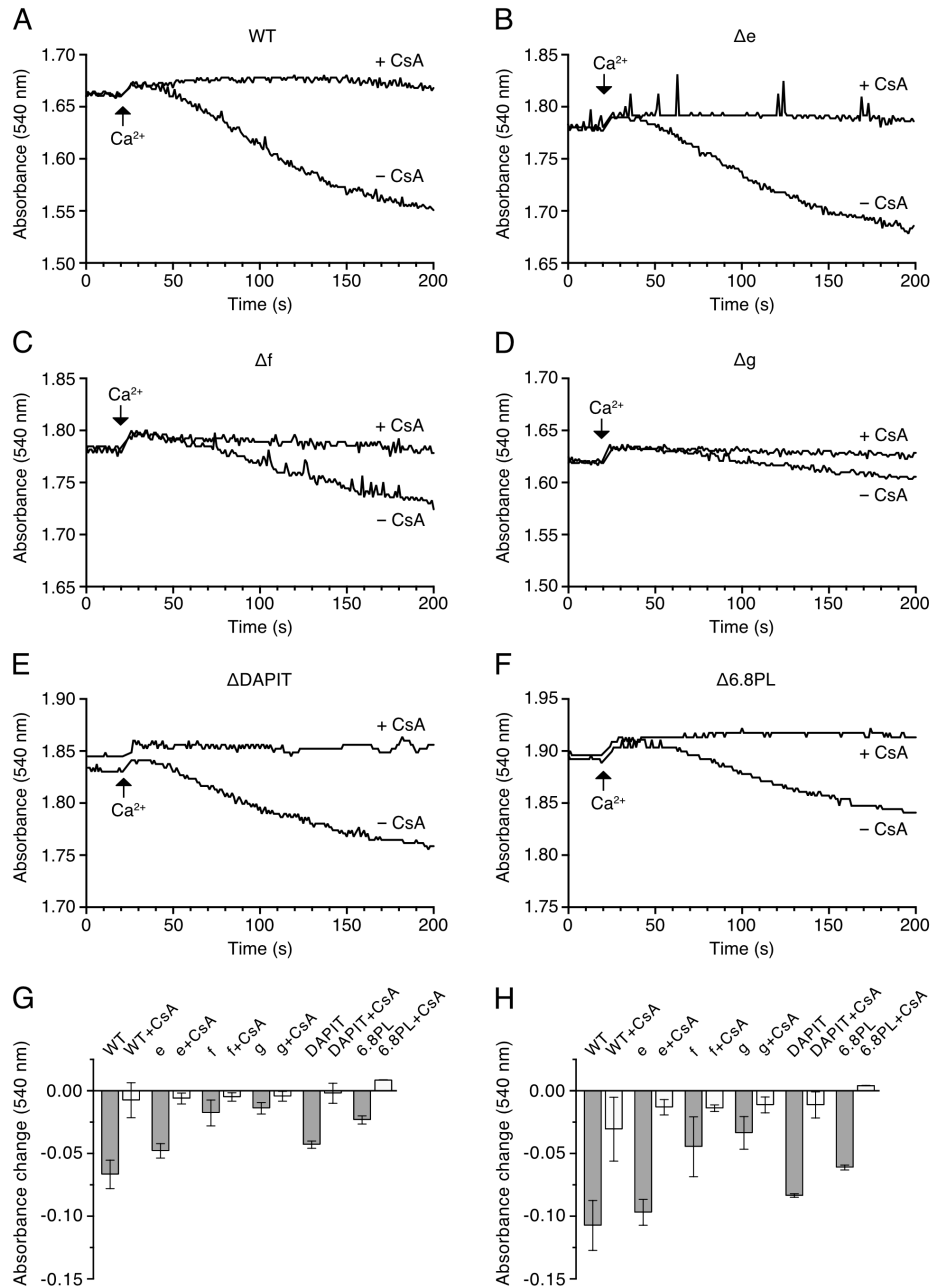 A
WT
Absorbance (540 nm)
1.70
1.65
1.60
1.55
1.50
+ CsA
Ca²⁺
– CsA
0
50
100
150
200
Time (s)
B
Δe
Absorbance (540 nm)
1.85
1.80
1.75
1.70
1.65
Ca²⁺
+ CsA
– CsA
0
50
100
150
200
Time (s)
C
Δf
Absorbance (540 nm)
1.85
1.80
1.75
1.70
1.65
Ca²⁺
+ CsA
– CsA
0
50
100
150
200
Time (s)
D
Δg
Absorbance (540 nm)
1.70
1.65
1.60
1.55
1.50
Ca²⁺
+ CsA
– CsA
0
50
100
150
200
Time (s)
E
ΔDAPIT
Absorbance (540 nm)
1.90
1.85
1.80
1.75
1.70
+ CsA
Ca²⁺
– CsA
0
50
100
150
200
Time (s)
F
Δ6.8PL
Absorbance (540 nm)
1.95
1.90
1.85
1.80
1.75
+ CsA
Ca²⁺
– CsA
0
50
100
150
200
Time (s)
G
WT
WT+CsA
e
e+CsA
f
f+CsA
g
g+CsA
DAPIT
DAPIT+CsA
6.8PL
6.8PL+CsA
Absorbance change (540 nm)
0.00
-0.05
-0.10
-0.15
H
WT
WT+CsA
e
e+CsA
f
f+CsA
g
g+CsA
DAPIT
DAPIT+CsA
6.8PL
6.8PL+CsA
Absorbance change (540 nm)
0.00
-0.05
-0.10
-0.15